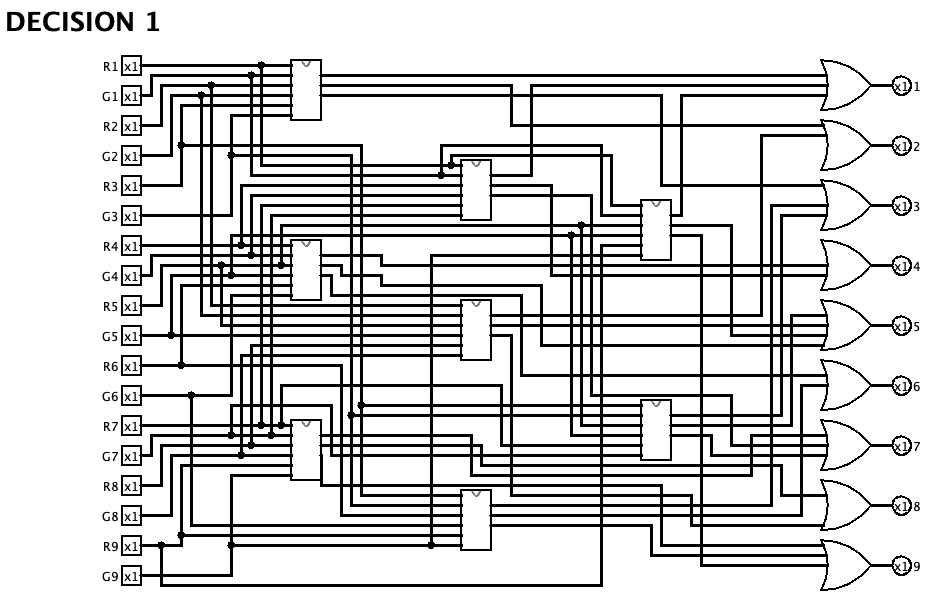 DECISION 1
R1 x1
G1 x1
R2 x1
G2 x1
R3 x1
G3 x1
R4 x1
G4 x1
R5 x1
G5 x1
R6 x1
G6 x1
R7 x1
G7 x1
R8 x1
G8 x1
R9 x1
G9 x1
x1/1
x1/2
x1/3
x1/4
x1/5
x1/6
x1/7
x1/8
x1/9